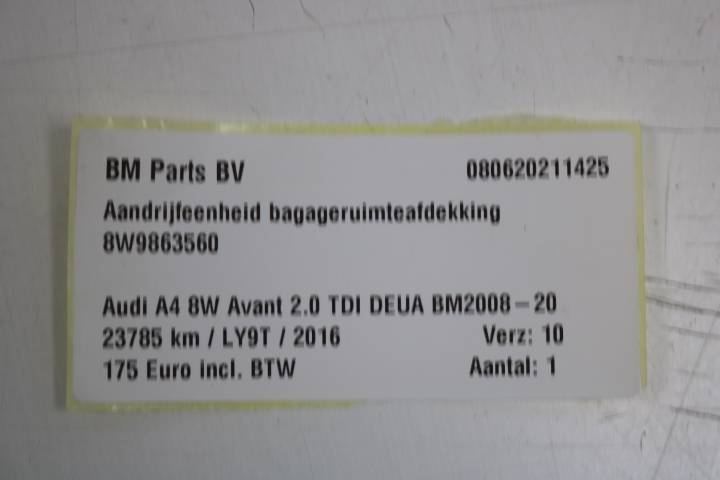 BM Parts BV 080620211425
Aandrijfeenheid bagageruimteafdekking
8W9863560
Audi A4 8W Avant 2.0 TDI DEUA BM2008-20
23785 km / LY9T / 2016 Verz: 10
175 Euro incl. BTW Aantal: 1